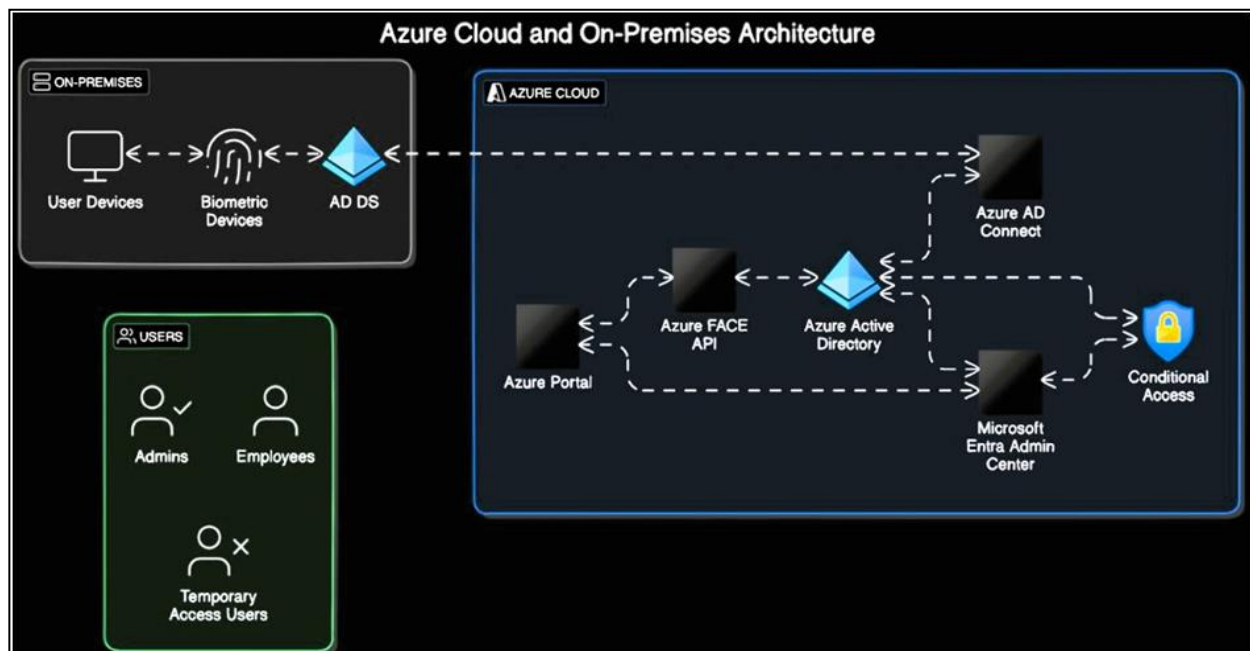 Azure Cloud and On-Premises Architecture
ON-PREMISES
User Devices
Biometric
Devices
AD DS
AZURE CLOUD
Azure AD
Connect
Azure FACE
API
Azure Active
Directory
Azure Portal
Conditional
Access
Microsoft
Entra Admin
Center
USERS
Admins
Employees
Temporary
Access Users